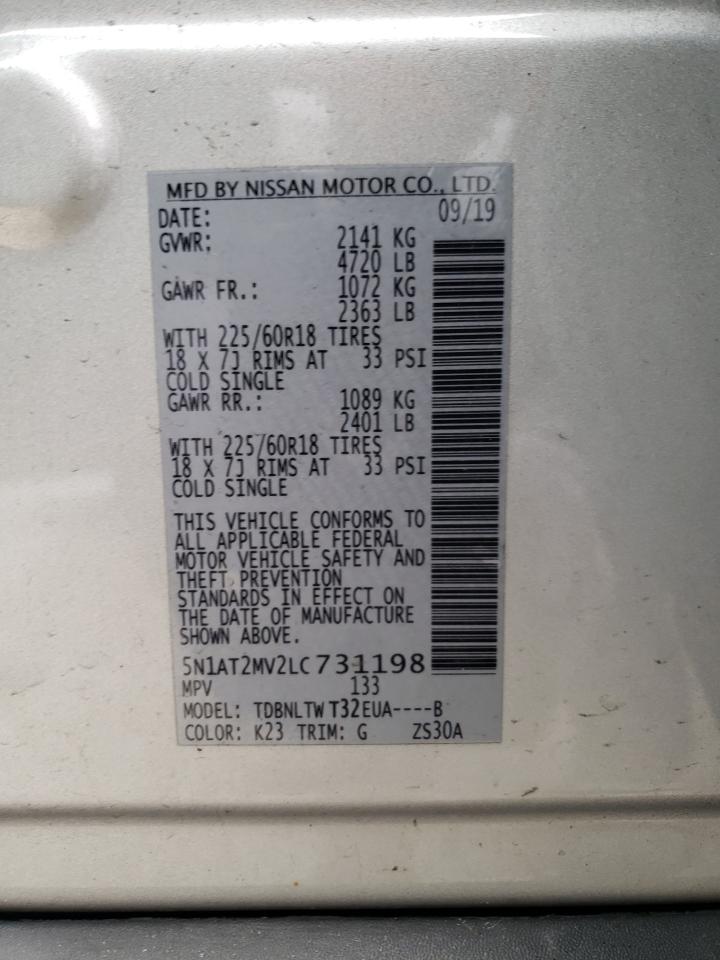 MFD BY NISSAN MOTOR CO., LTD.
DATE: 09/19
GVWR: 2141 KG
4720 LB
GAWR FR.: 1072 KG
2363 LB
WITH 225/60R18 TIRES
18 X 7J RIMS AT 33 PSI
COLD SINGLE
GAWR RR.: 1089 KG
2401 LB
WITH 225/60R18 TIRES
18 X 7J RIMS AT 33 PSI
COLD SINGLE
THIS VEHICLE CONFORMS TO
ALL APPLICABLE FEDERAL
MOTOR VEHICLE SAFETY AND
THEFT PREVENTION
STANDARDS IN EFFECT ON
THE DATE OF MANUFACTURE
SHOWN ABOVE.
5N1AT2MV2LC731198
MPV 133
MODEL: TDBNLTW T32EUA----B
COLOR: K23 TRIM: G ZS30A